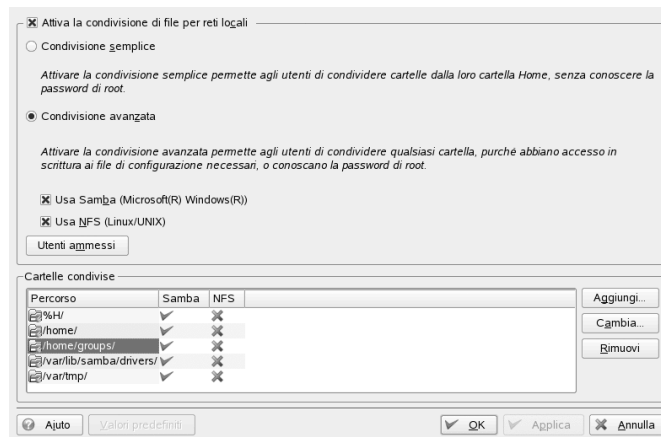 Attiva la condivisione di file per reti locali
Condivisione semplice
Attivare la condivisione semplice permette agli utenti di condividere cartelle dalla loro cartella Home, senza conoscere la
password di root.
Condivisione avanzata
Attivare la condivisione avanzata permette agli utenti di condividere qualsiasi cartella, purché abbiano accesso in
scrittura ai file di configurazione necessari, o conoscano la password di root.
Usa Samba (Microsoft(R) Windows(R))
Usa NFS (Linux/UNIX)
Utenti ammessi
Cartelle condivise
Percorso Samba NFS
%H/
/home/
/home/groups/
/var/lib/samba/drivers/
/var/tmp/
Aggiungi...
Cambia...
Rimuovi
Aiuto Valori predefiniti OK Applica Annulla